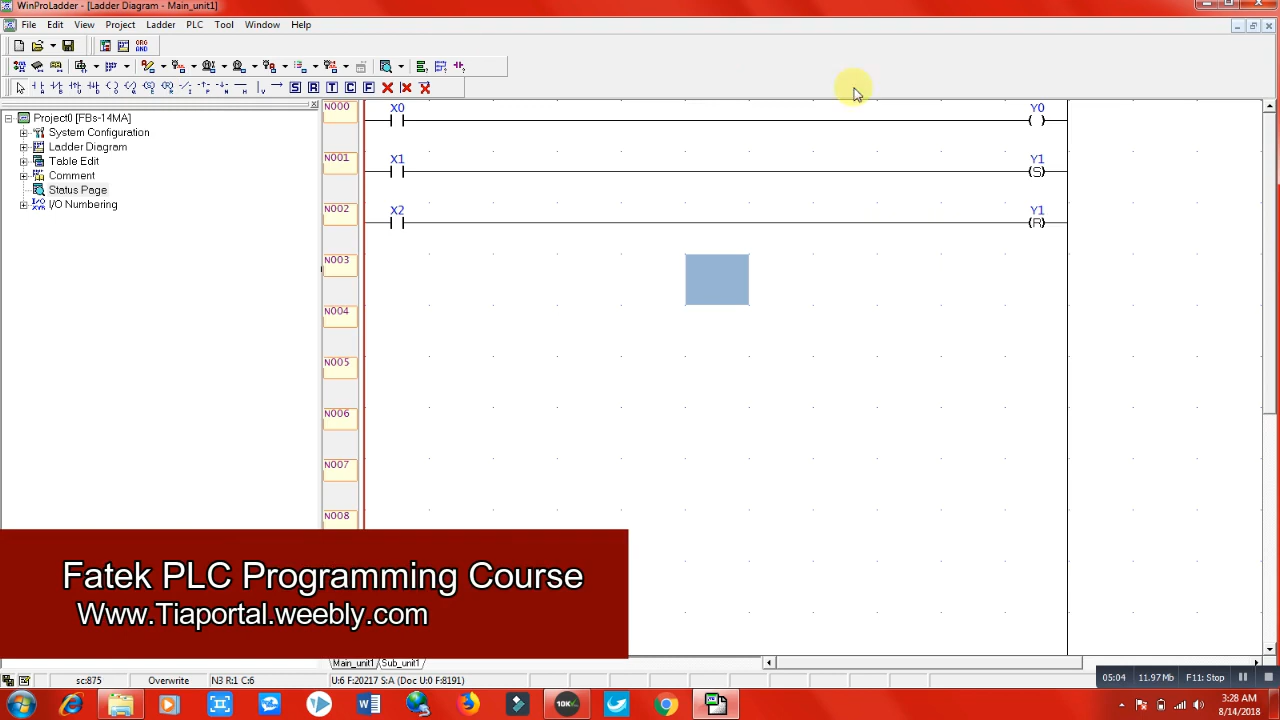 WinProLadder - [Ladder Diagram - Main_unit1]
File Edit View Project Ladder PLC Tool Window Help
S R T C F
Project0 [FBs-14MA]
System Configuration
Ladder Diagram
Table Edit
Comment
Status Page
I/O Numbering
N000 X0 Y0
N001 X1 Y1
S
N002 X2 Y1
R
N003
N004
N005
N006
N007
N008
Fatek PLC Programming Course
Www.Tiaportal.weebly.com
Main_unit1 Sub_unit1
sc:875 Overwrite N3 R:1 C:6 U:6 F:20217 S:A (Doc U:0 F:8191)
05:04 11.97 Mb F11: Stop
10K
3:28 AM
8/14/2018